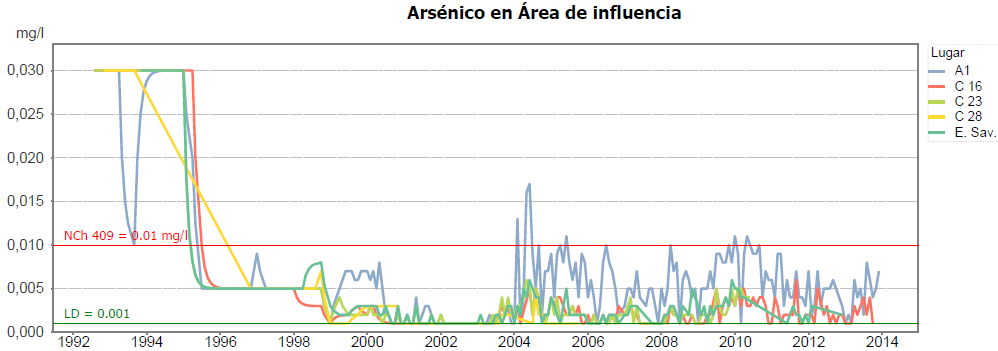 Arsénico en Área de influencia
mg/l
Lugar
A1
C 16
C 23
C 28
E. Sav.
0,030
0,025
0,020
0,015
0,010
0,005
0,000
NCh 409 = 0.01 mg/l
LD = 0.001
1992 1994 1996 1998 2000 2002 2004 2006 2008 2010 2012 2014